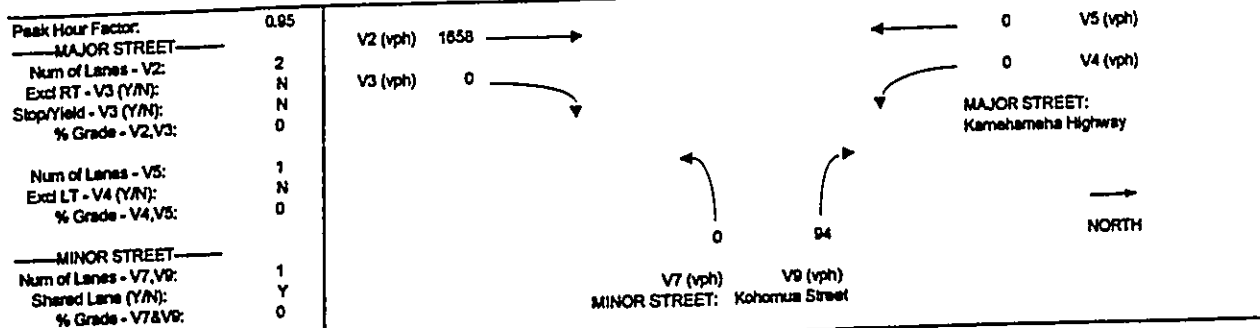 Peak Hour Factor: 0.95
MAJOR STREET
Num of Lanes - V2: 2
Excl RT - V3 (Y/N): N
Stop/Yield - V3 (Y/N): N
% Grade - V2,V3: 0
Num of Lanes - V5: 1
Excl LT - V4 (Y/N): N
% Grade - V4,V5: 0
MINOR STREET
Num of Lanes - V7,V9: 1
Shared Lane (Y/N): Y
% Grade - V7&V9: 0
V2 (vph) 1658
V3 (vph) 0
0 V5 (vph)
0 V4 (vph)
MAJOR STREET:
Kamehameha Highway
NORTH
0 94
V7 (vph) V9 (vph)
MINOR STREET: Kohomua Street